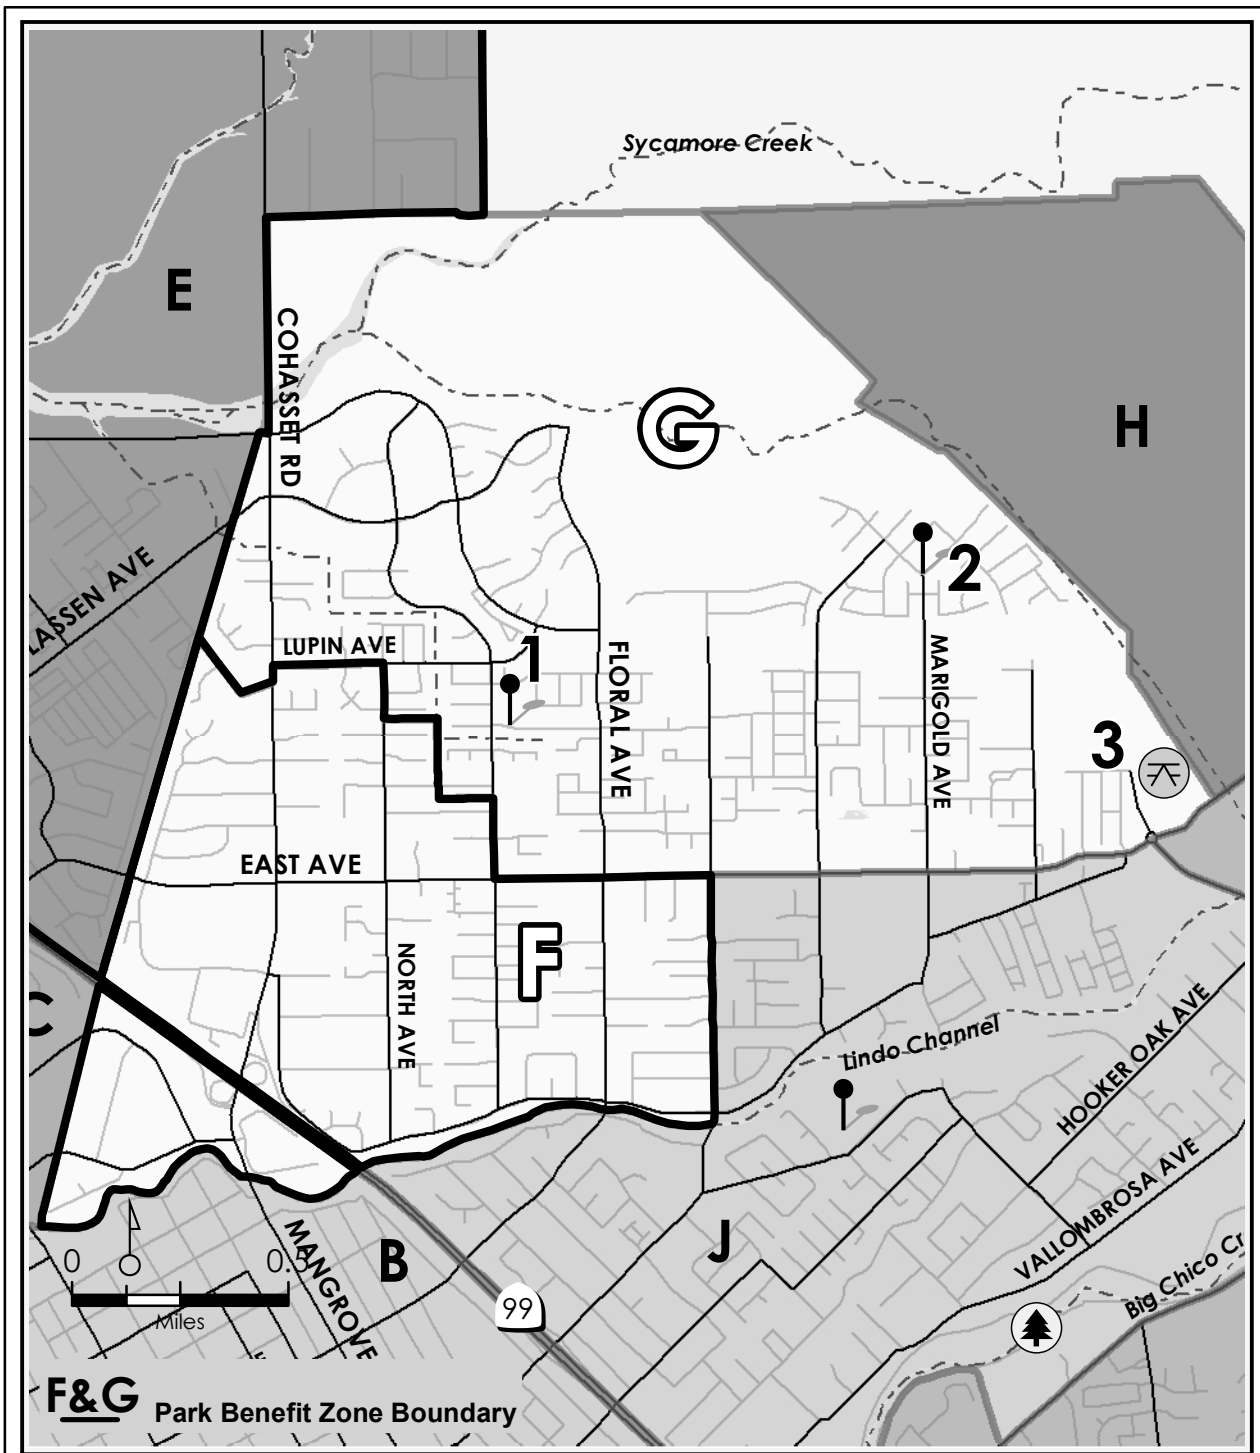 Sycamore Creek
E
COHASSET RD
G
H
LASSEN AVE
2
LUPIN AVE
1
FLORAL AVE
MARIGOLD AVE
3
EAST AVE
F
NORTH AVE
C
Lindo Channel
HOOKER OAK AVE
VALLOMBROSA AVE
J
B
MANGROVE
Big Chico Cr
0 0.5
Miles
99
F&G Park Benefit Zone Boundary